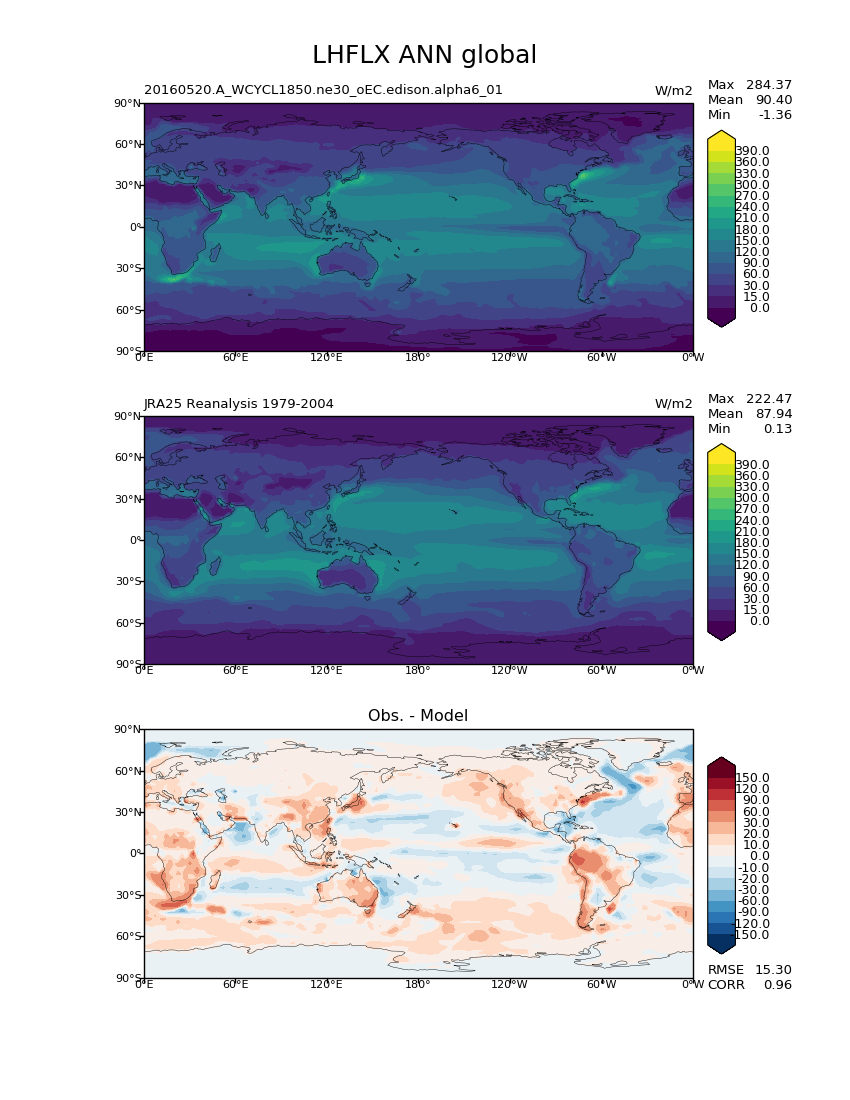 LHFLX ANN global
20160520.A_WCYCL1850.ne30_oEC.edison.alpha6_01 W/m2
Max 284.37
Mean 90.40
Min -1.36
90°N
60°N
30°N
0°
30°S
60°S
90°S
0°E 60°E 120°E 180° 120°W 60°W 0°W
390.0
360.0
330.0
300.0
270.0
240.0
210.0
180.0
150.0
120.0
90.0
60.0
30.0
15.0
0.0
JRA25 Reanalysis 1979-2004 W/m2
Max 222.47
Mean 87.94
Min 0.13
90°N
60°N
30°N
0°
30°S
60°S
90°S
0°E 60°E 120°E 180° 120°W 60°W 0°W
390.0
360.0
330.0
300.0
270.0
240.0
210.0
180.0
150.0
120.0
90.0
60.0
30.0
15.0
0.0
Obs. - Model
90°N
60°N
30°N
0°
30°S
60°S
90°S
0°E 60°E 120°E 180° 120°W 60°W 0°W
150.0
120.0
90.0
60.0
30.0
20.0
10.0
0.0
-10.0
-20.0
-30.0
-60.0
-90.0
-120.0
-150.0
RMSE 15.30
CORR 0.96